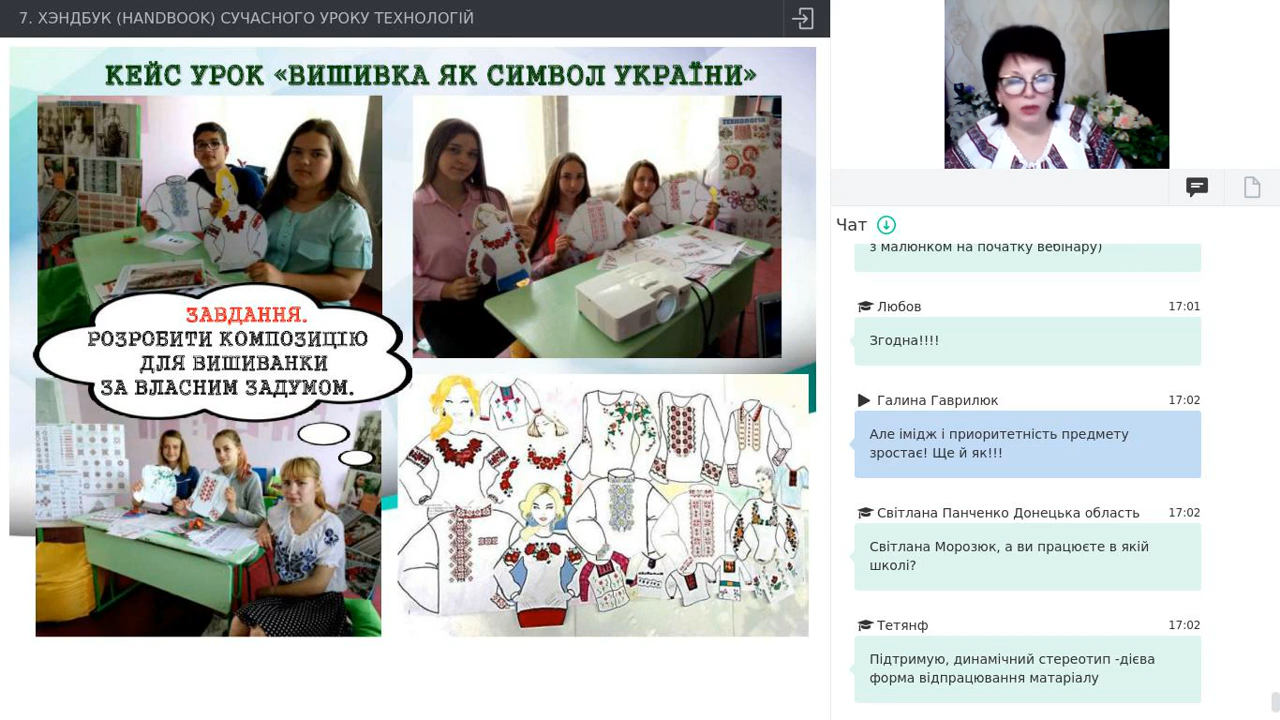 7. ХЭНДБУК (HANDBOOK) СУЧАСНОГО УРОКУ ТЕХНОЛОГІЙ
КЕЙС УРОК «ВИШИВКА ЯК СИМВОЛ УКРАЇНИ»
ТЕХНОЛОГІЯ
ЗАВДАННЯ.
РОЗРОБИТИ КОМПОЗИЦІЮ
ДЛЯ ВИШИВАНКИ
ЗА ВЛАСНИМ ЗАДУМОМ.
Чат
з малюнком на початку вебінару)
Любов 17:01
Згодна!!!!
Галина Гаврилюк 17:02
Але імідж і приоритетність предмету
зростає! Ще й як!!!
Світлана Панченко Донецька область 17:02
Світлана Морозюк, а ви працюєте в якій
школі?
Тетянф 17:02
Підтримую, динамічний стереотип -дієва
форма відпрацювання матаріалу